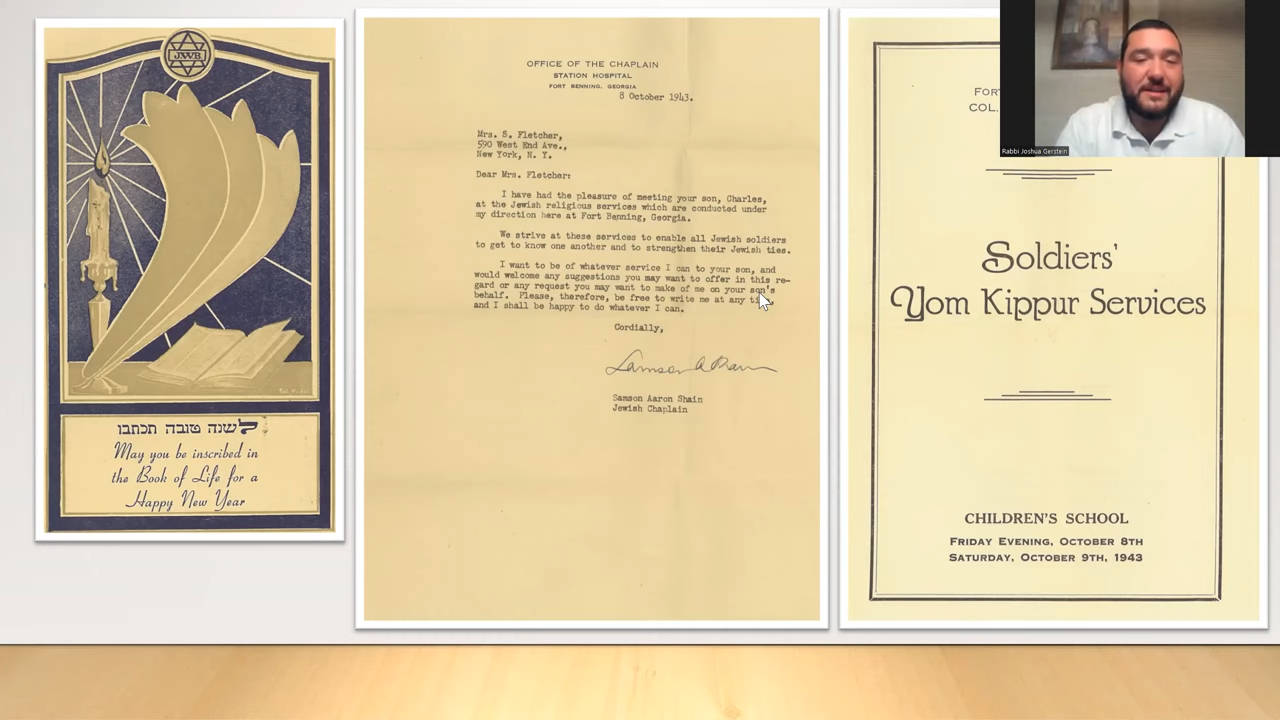 JWB
לשנה טובה תכתבו
May you be inscribed in
the Book of Life for a
Happy New Year
OFFICE OF THE CHAPLAIN
STATION HOSPITAL
FORT BENNING, GEORGIA
8 October 1943.
Mrs. S. Fletcher,
590 West End Ave.,
New York, N. Y.
Dear Mrs. Fletcher:
I have had the pleasure of meeting your son, Charles,
at the Jewish religious services which are conducted under
my direction here at Fort Benning, Georgia.
We strive at these services to enable all Jewish soldiers
to get to know one another and to strengthen their Jewish ties.
I want to be of whatever service I can to your son, and
would welcome any suggestions you may want to offer in this re-
gard or any request you may want to make of me on your son's
behalf. Please, therefore, be free to write me at any
and I shall be happy to do whatever I can.
Cordially,
Samson Aaron Shain
Jewish Chaplain
COL.
Soldiers'
Yom Kippur Services
CHILDREN'S SCHOOL
FRIDAY EVENING, OCTOBER 8TH
SATURDAY, OCTOBER 9TH, 1943
Rabbi Joshua Gerstein